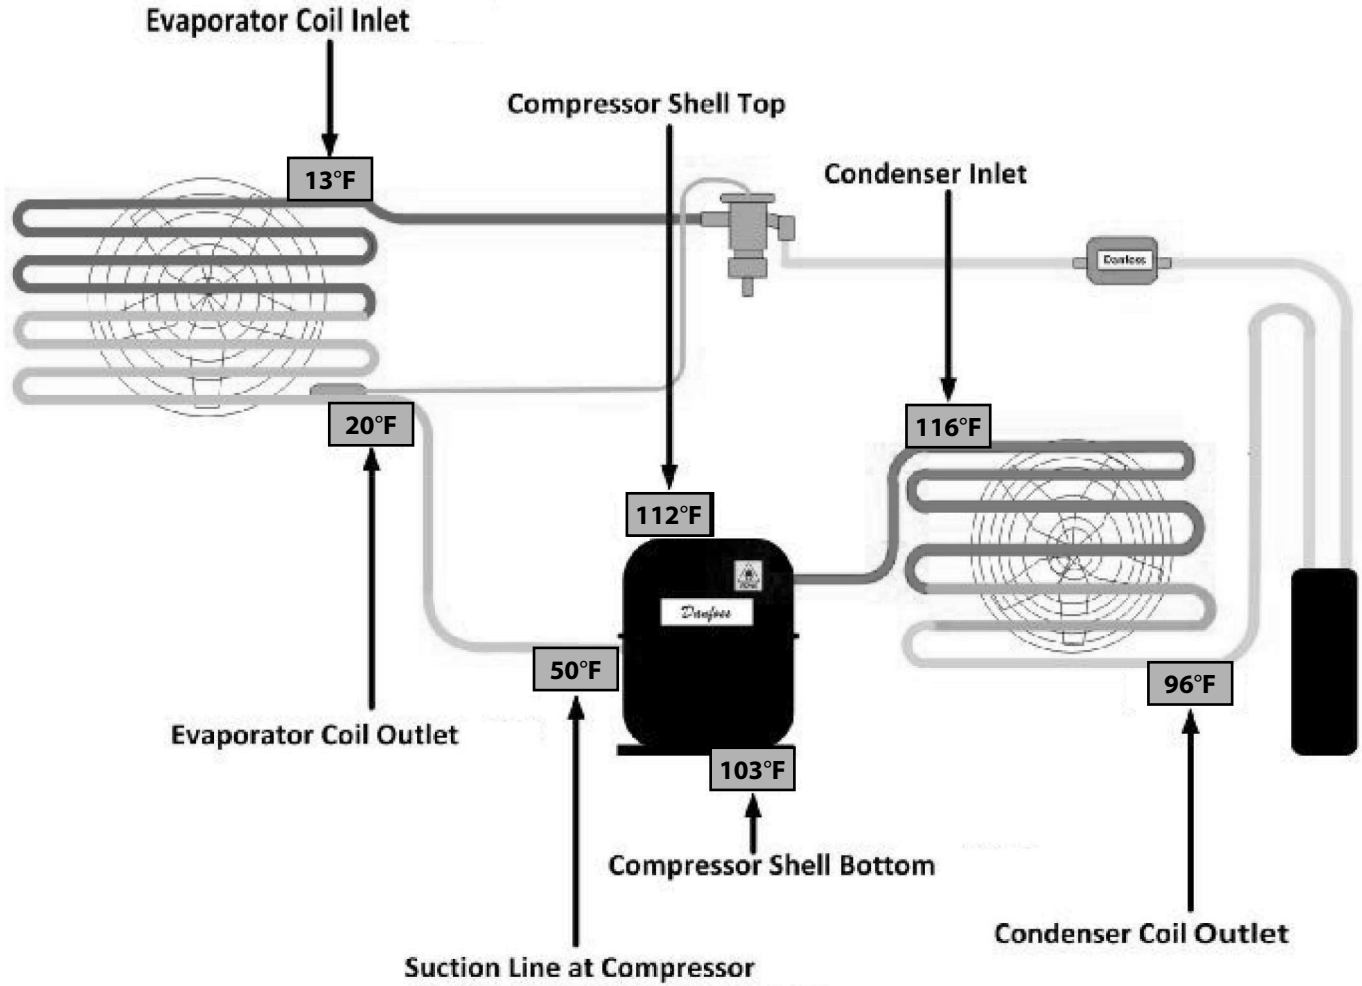 Evaporator Coil Inlet
Compressor Shell Top
Condenser Inlet
13°F
Danfoss
20°F
116°F
112°F
Danfoss
50°F
96°F
Evaporator Coil Outlet
103°F
Compressor Shell Bottom
Condenser Coil Outlet
Suction Line at Compressor